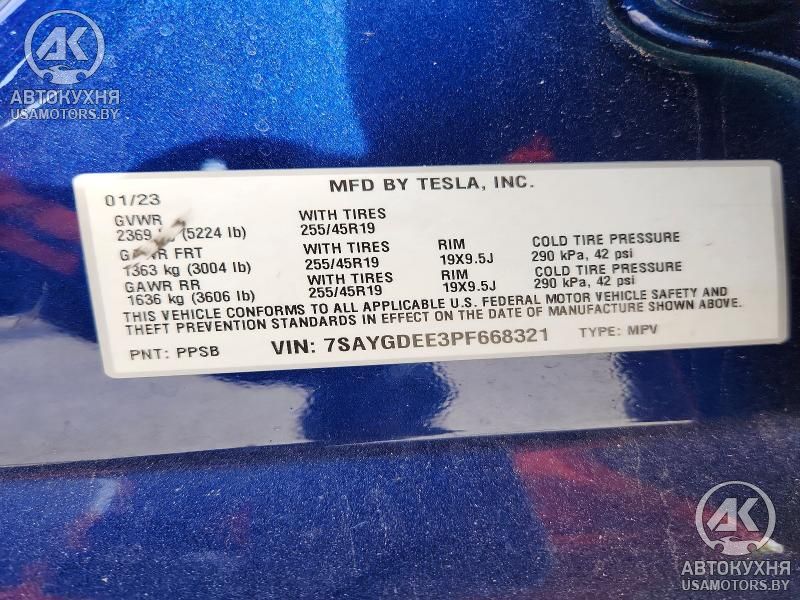 АК
АВТОКУХНЯ
USAMOTORS.BY
MFD BY TESLA, INC.
01/23
GVWR WITH TIRES
2369 (5224 lb) 255/45R19
GAWR FRT WITH TIRES RIM COLD TIRE PRESSURE
1363 kg (3004 lb) 255/45R19 19X9.5J 290 kPa, 42 psi
GAWR RR WITH TIRES RIM COLD TIRE PRESSURE
1636 kg (3606 lb) 255/45R19 19X9.5J 290 kPa, 42 psi
THIS VEHICLE CONFORMS TO ALL APPLICABLE U.S. FEDERAL MOTOR VEHICLE SAFETY AND
THEFT PREVENTION STANDARDS IN EFFECT ON THE DATE OF MANUFACTURE SHOWN ABOVE.
PNT: PPSB VIN: 7SAYGDEE3PF668321 TYPE: MPV
АК
АВТОКУХНЯ
USAMOTORS.BY